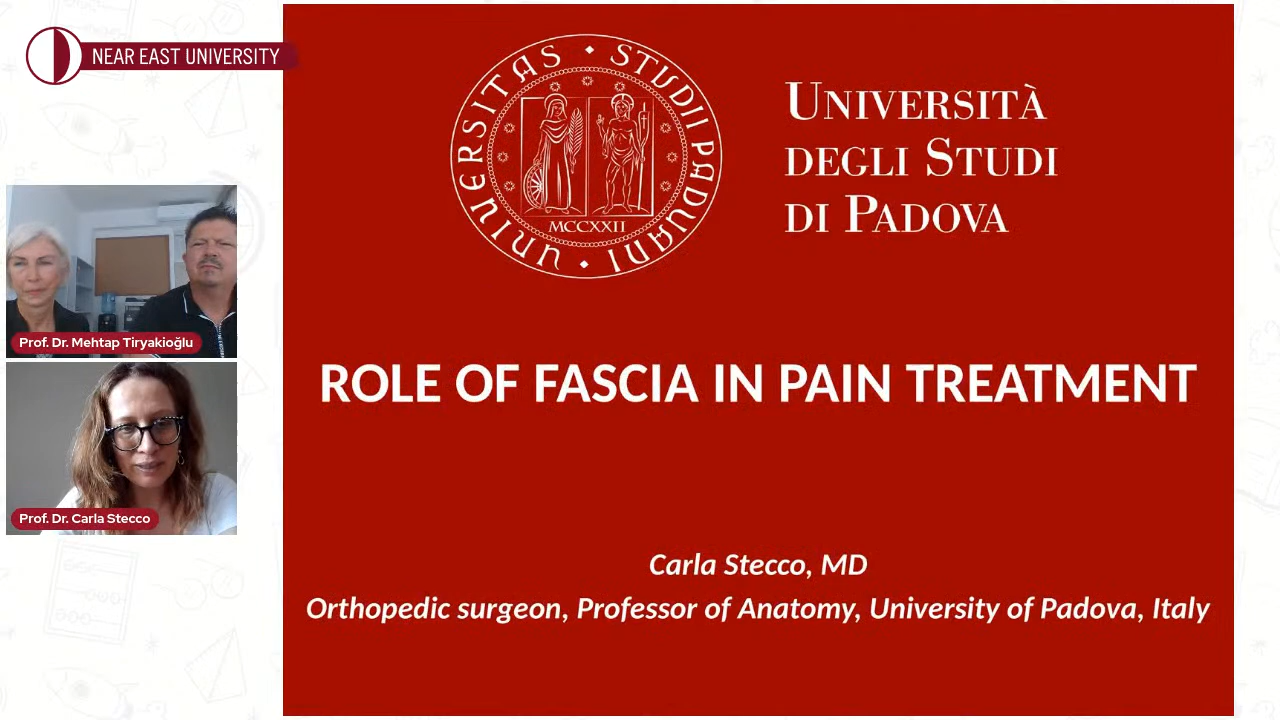 NEAR EAST UNIVERSITY
UNIVERSITAS STUDII PADUANI
MCCXXII
UNIVERSITÀ
DEGLI STUDI
DI PADOVA
Prof. Dr. Mehtap Tiryakioğlu
ROLE OF FASCIA IN PAIN TREATMENT
Prof. Dr. Carla Stecco
Carla Stecco, MD
Orthopedic surgeon, Professor of Anatomy, University of Padova, Italy